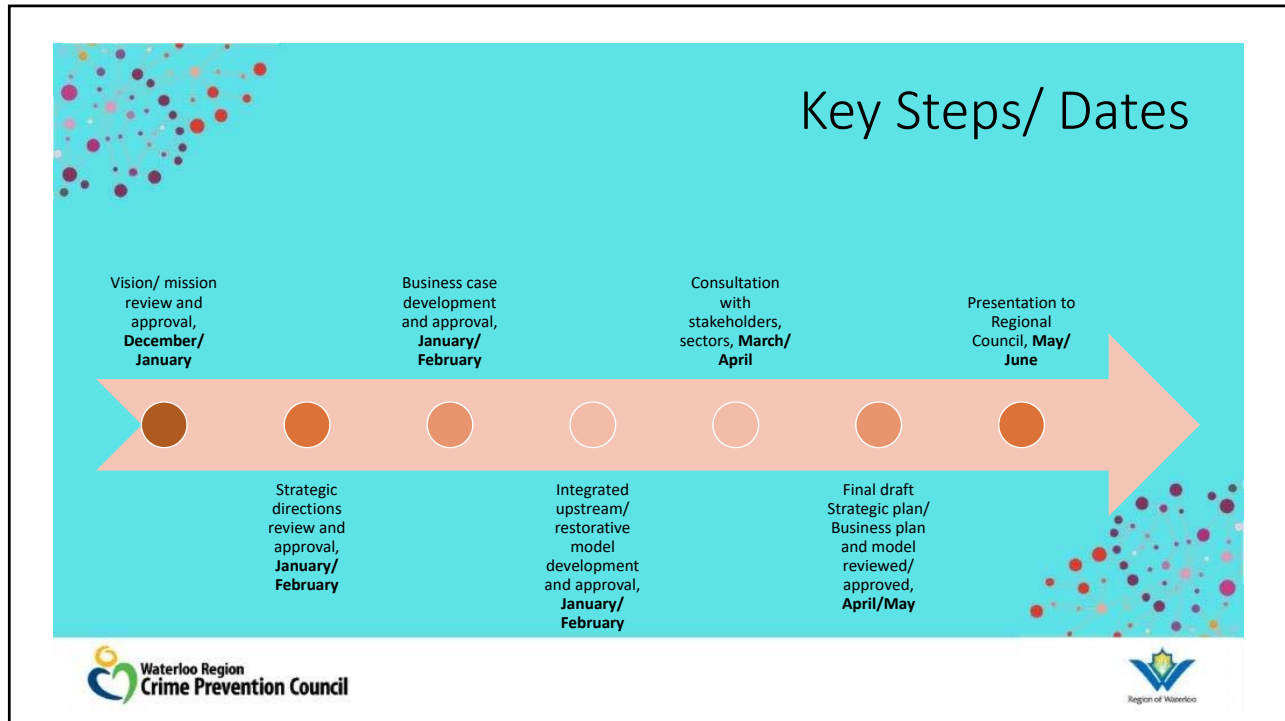 Key Steps/ Dates
Vision/ mission
review and
approval,
December/
January
Strategic
directions
review and
approval,
January/
February
Business case
development
and approval,
January/
February
Integrated
upstream/
restorative
model
development
and approval,
January/
February
Consultation
with
stakeholders,
sectors, March/
April
Final draft
Strategic plan/
Business plan
and model
reviewed/
approved,
April/May
Presentation to
Regional
Council, May/
June
Waterloo Region
Crime Prevention Council
Region of Waterloo